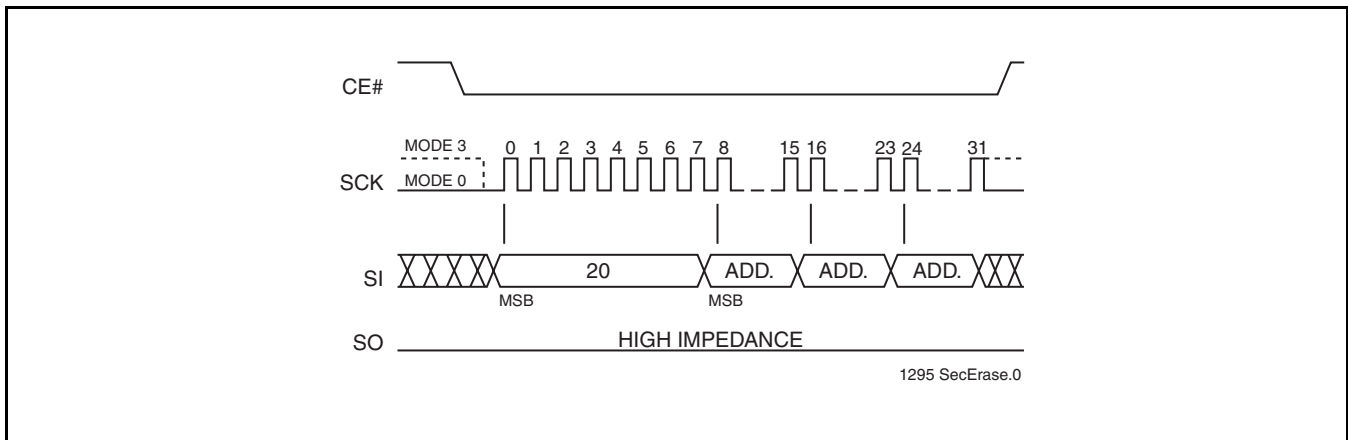 CE#
MODE 3
0 1 2 3 4 5 6 7 8 15 16 23 24 31
SCK
MODE 0
SI
20
ADD.
ADD.
ADD.
MSB
MSB
SO
HIGH IMPEDANCE
1295 SecErase.0